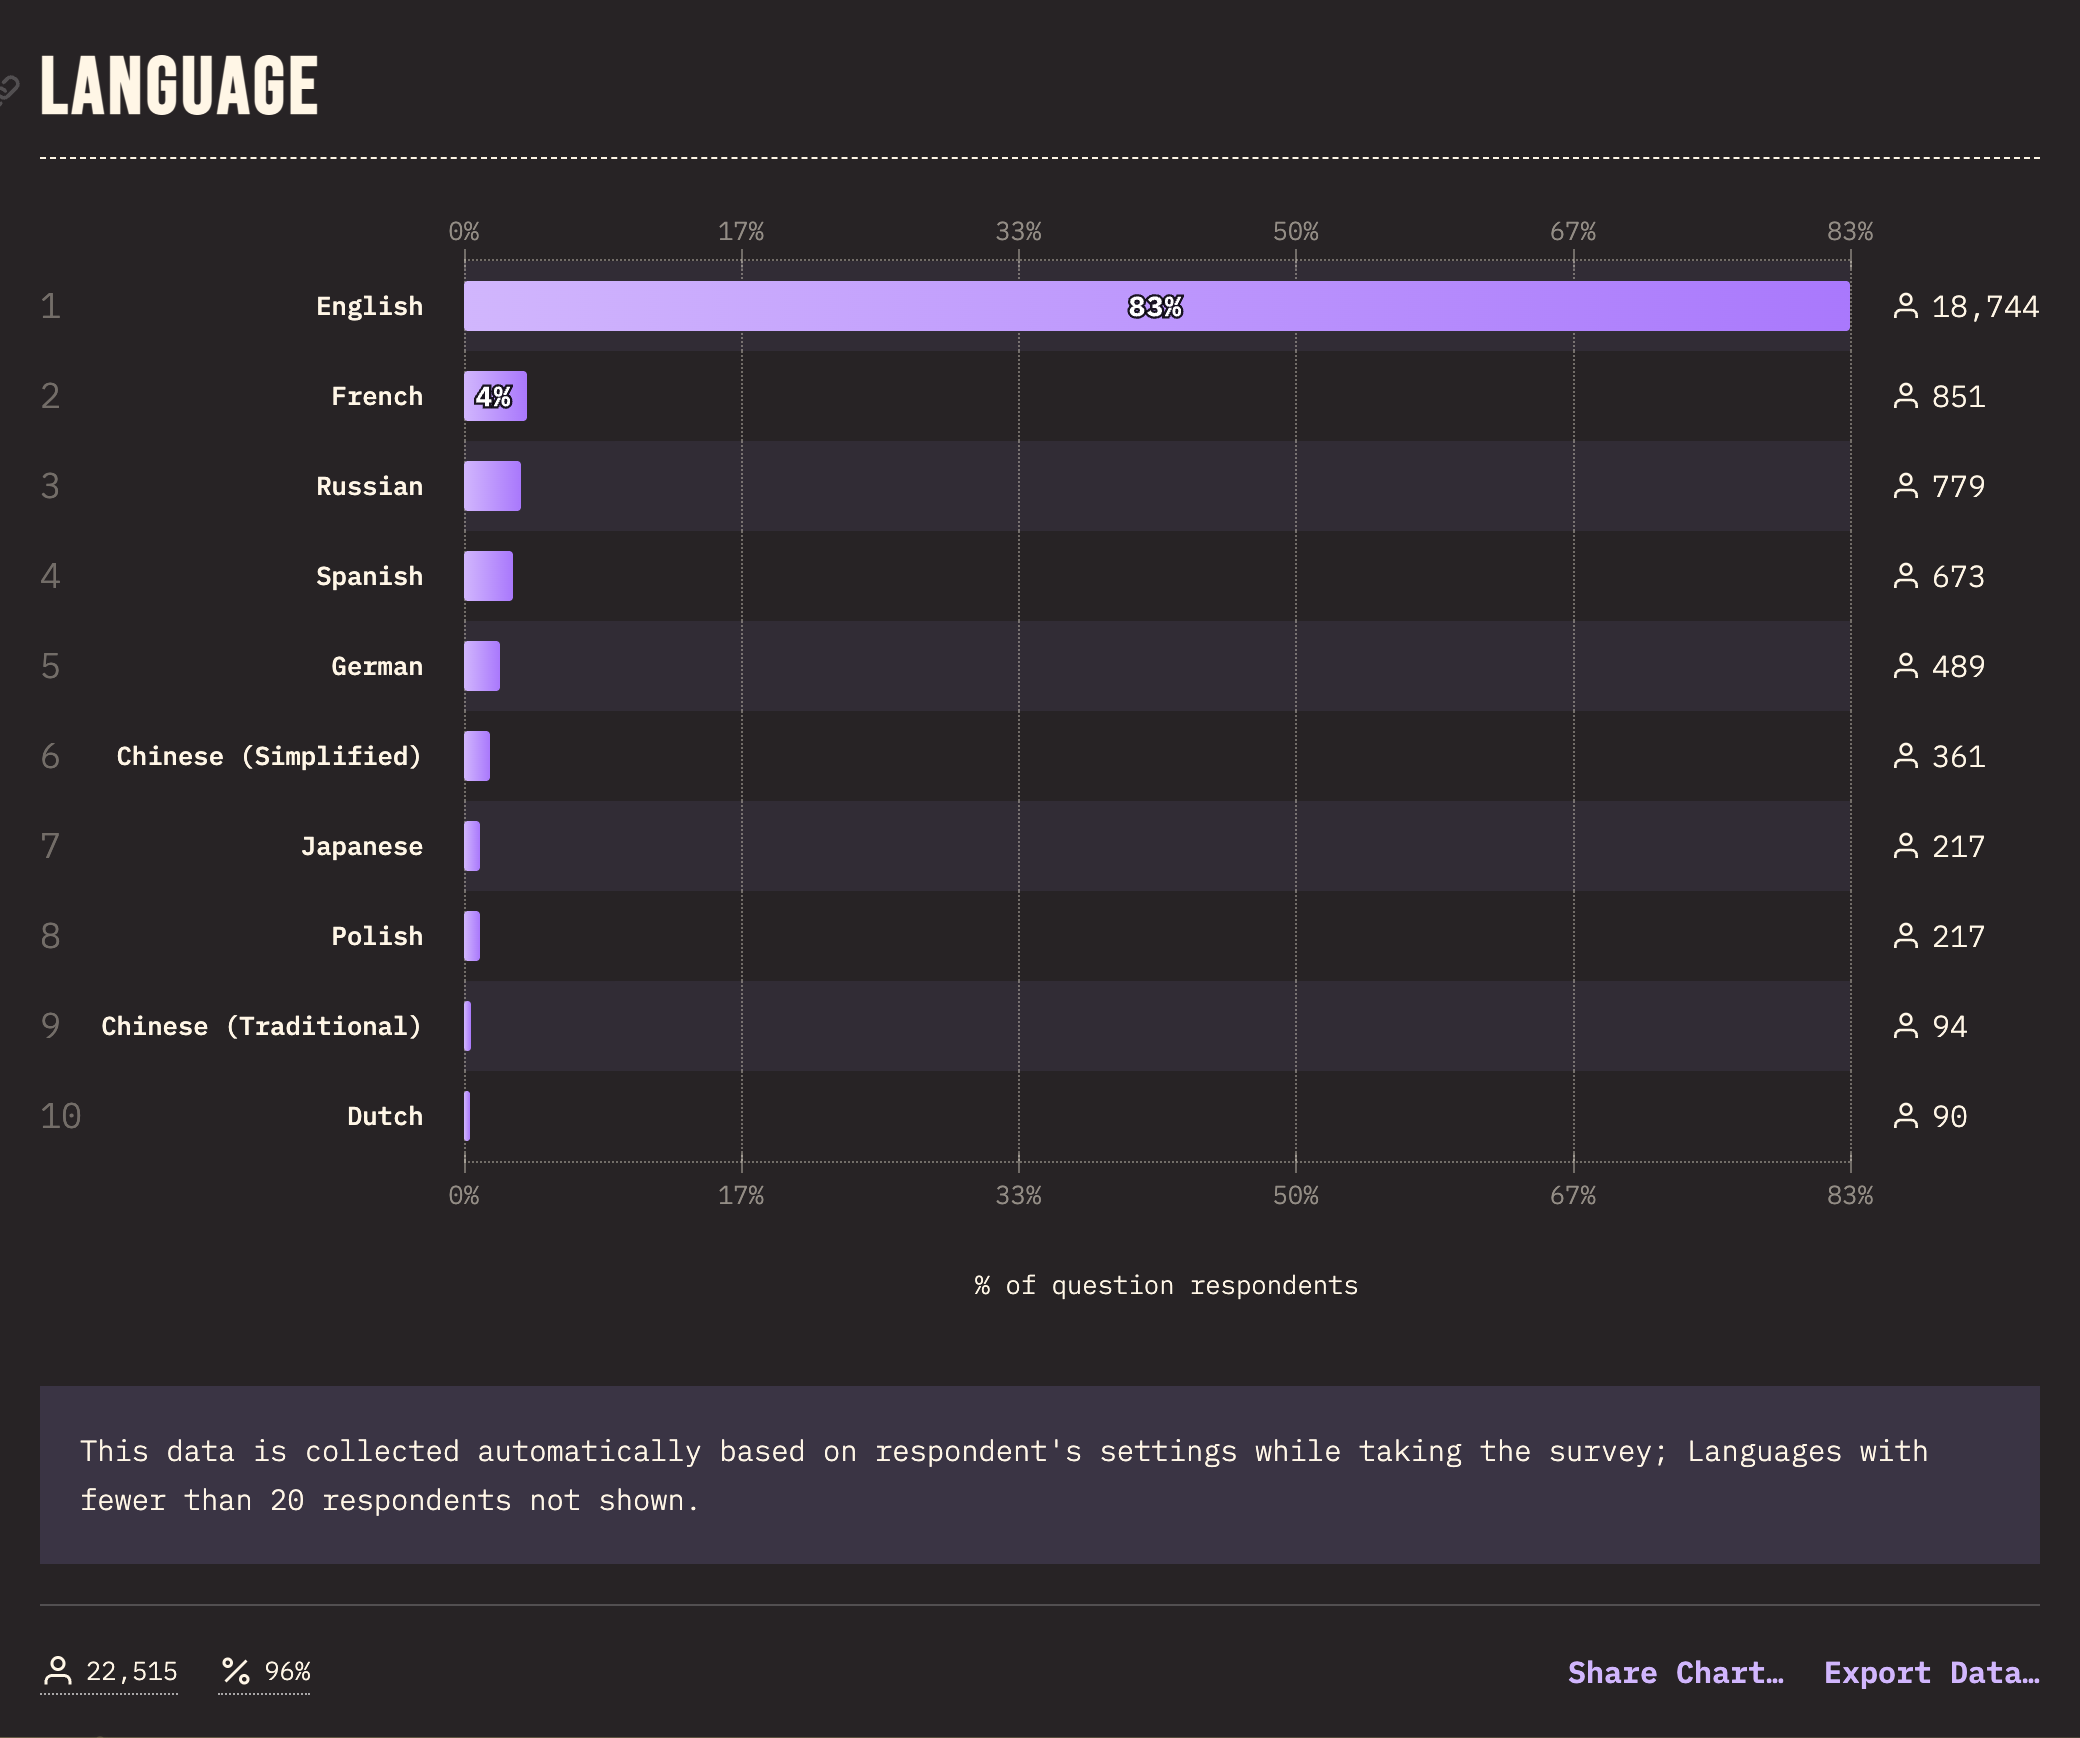 LANGUAGE
0% 17% 33% 50% 67% 83%
1 English 83% 18,744
2 French 4% 851
3 Russian 779
4 Spanish 673
5 German 489
6 Chinese (Simplified) 361
7 Japanese 217
8 Polish 217
9 Chinese (Traditional) 94
10 Dutch 90
0% 17% 33% 50% 67% 83%
% of question respondents
This data is collected automatically based on respondent's settings while taking the survey; Languages with
fewer than 20 respondents not shown.
22,515 96% Share Chart… Export Data…